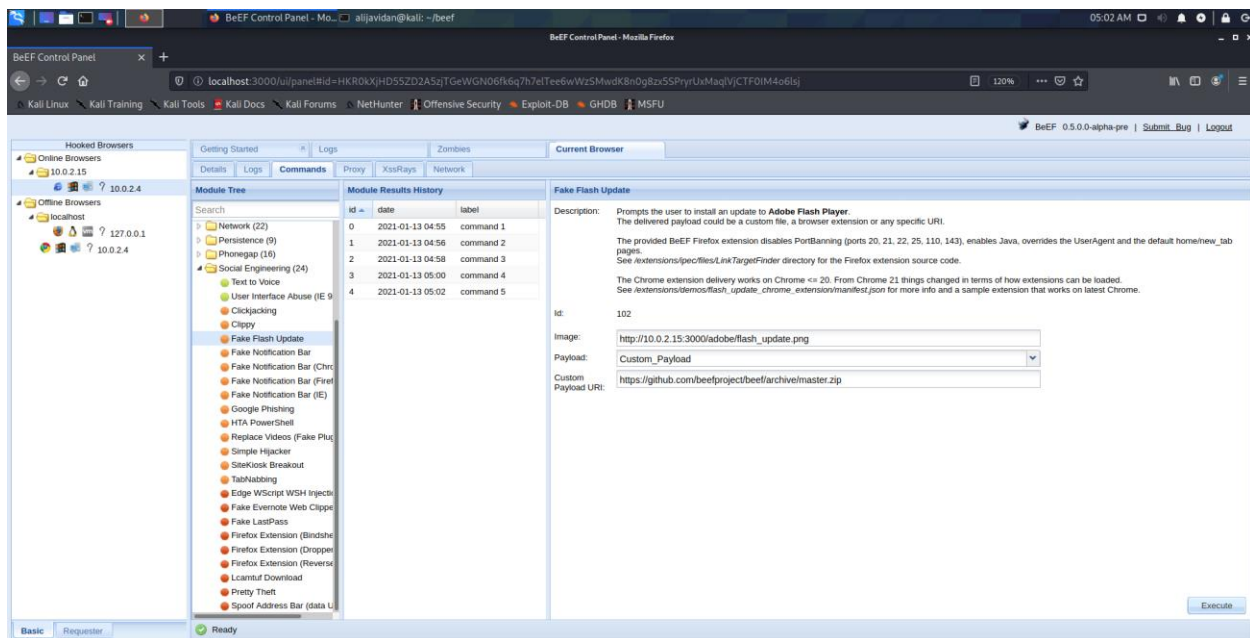 BeEF Control Panel - Mo...
alijavidan@kali: ~/beef
05:02 AM
BeEF Control Panel - Mozilla Firefox
BeEF Control Panel
localhost:3000/ui/panel#id=
120%
Kali Linux
Kali Training
Kali Tools
Kali Docs
Kali Forums
NetHunter
Offensive Security
Exploit-DB
GHDB
MSFU
BeEF 0.5.0.0-alpha-pre | Submit Bug | Logout
Hooked Browsers
Online Browsers
10.0.2.15
? 10.0.2.4
Offline Browsers
localhost
? 127.0.0.1
? 10.0.2.4
Basic
Requester
Getting Started
Logs
Zombies
Current Browser
Details
Logs
Commands
Proxy
XssRays
Network
Module Tree
Search
Network (22)
Persistence (9)
Phonegap (16)
Social Engineering (24)
Text to Voice
User Interface Abuse (IE 9
Clickjacking
Clippy
Fake Flash Update
Fake Notification Bar
Fake Notification Bar (Chro
Fake Notification Bar (Firef
Fake Notification Bar (IE)
Google Phishing
HTA PowerShell
Replace Videos (Fake Plug
Simple Hijacker
SiteKiosk Breakout
TabNabbing
Edge WScript WSH Injectio
Fake Evernote Web Clippe
Fake LastPass
Firefox Extension (Bindshe
Firefox Extension (Dropper
Firefox Extension (Reverse
Lcamtuf Download
Pretty Theft
Spoof Address Bar (data U
Module Results History
id date label
0 2021-01-13 04:55 command 1
1 2021-01-13 04:56 command 2
2 2021-01-13 04:58 command 3
3 2021-01-13 05:00 command 4
4 2021-01-13 05:02 command 5
Fake Flash Update
Description: Prompts the user to install an update to Adobe Flash Player.
The delivered payload could be a custom file, a browser extension or any specific URI.
The provided BeEF Firefox extension disables PortBanning (ports 20, 21, 22, 25, 110, 143), enables Java, overrides the UserAgent and the default home/new_tab
pages.
See /extensions/ipec/files/LinkTargetFinder directory for the Firefox extension source code.
The Chrome extension delivery works on Chrome <= 20. From Chrome 21 things changed in terms of how extensions can be loaded.
See /extensions/demos/flash_update_chrome_extension/manifest.json for more info and a sample extension that works on latest Chrome.
Id: 102
Image: http://10.0.2.15:3000/adobe/flash_update.png
Payload: Custom_Payload
Custom
Payload URI: https://github.com/beefproject/beef/archive/master.zip
Execute
Ready